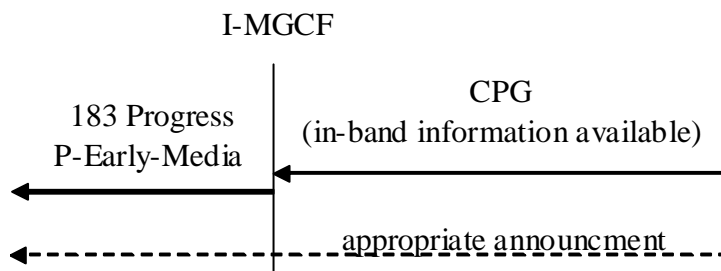 I-MGCF
183 Progress
P-Early-Media
CPG
(in-band information available)
appropriate announcment